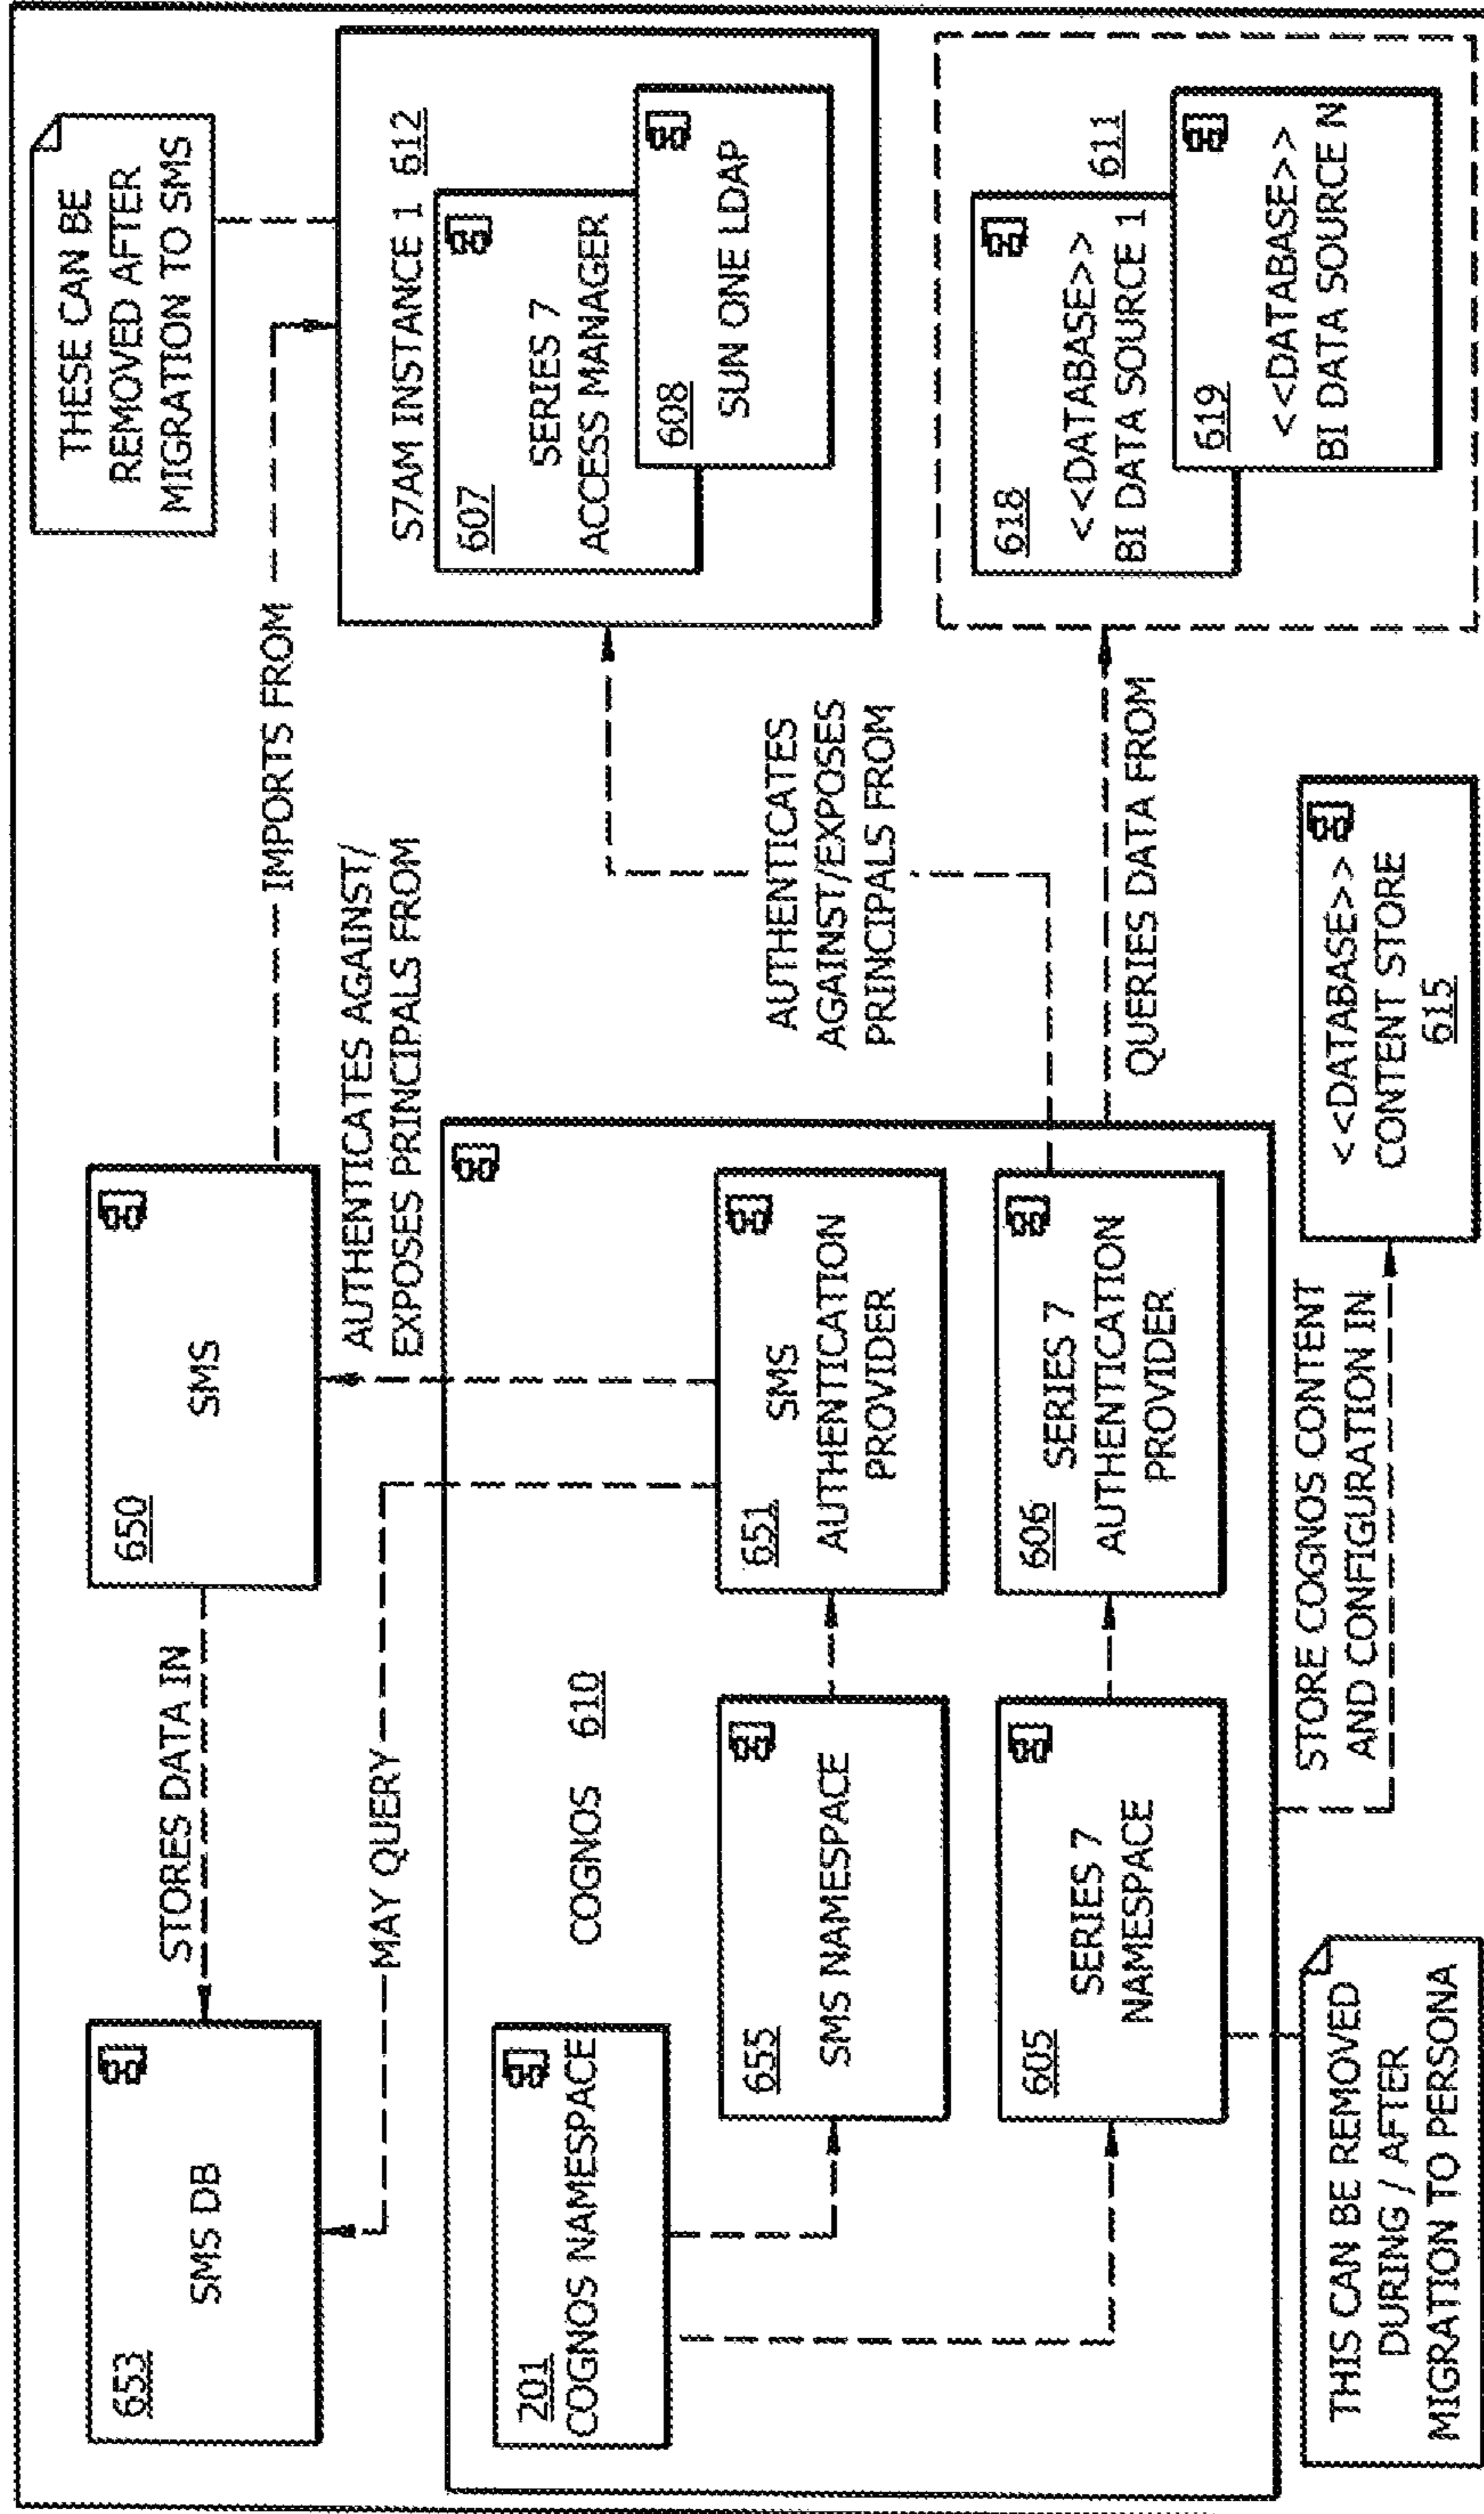 653
SMS DB
STORES DATA IN
650
SMS
IMPORTS FROM
THESE CAN BE
REMOVED AFTER
MIGRATION TO SMS
MAY QUERY
AUTHENTICATES AGAINST/
EXPOSES PRINCIPALS FROM
S7AM INSTANCE 1 612
607
SERIES 7
ACCESS MANAGER
608
SUN ONE LDAP
201
COGNOS NAMESPACE
COGNOS 610
655
SMS NAMESPACE
651
SMS
AUTHENTICATION
PROVIDER
605
SERIES 7
NAMESPACE
606
SERIES 7
AUTHENTICATION
PROVIDER
AUTHENTICATES
AGAINST/EXPOSES
PRINCIPALS FROM
QUERIES DATA FROM
611
618
<<DATABASE>>
BI DATA SOURCE 1
619
<<DATABASE>>
BI DATA SOURCE N
THIS CAN BE REMOVED
DURING / AFTER
MIGRATION TO PERSONA
STORE COGNOS CONTENT
AND CONFIGURATION IN
<<DATABASE>>
CONTENT STORE
615